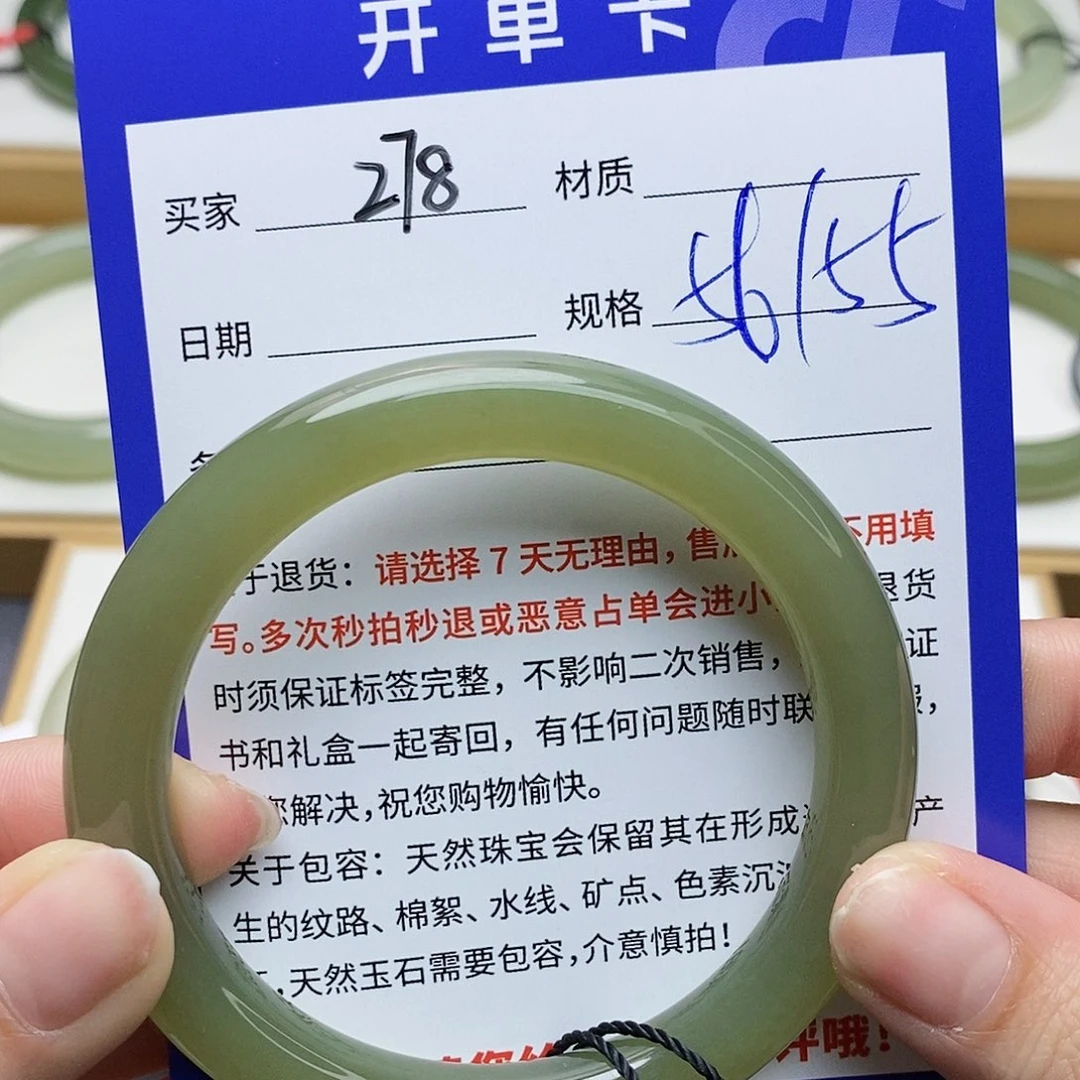 开单卡
买家 278 材质
日期 规格 56/55
于退货：请选择7天无理由，售 不用填
写。多次秒拍秒退或恶意占单会进小 退货
时须保证标签完整，不影响二次销售， 证
书和礼盒一起寄回，有任何问题随时联 ，
您解决，祝您购物愉快。
关于包容：天然珠宝会保留其在形成 产
生的纹路、棉絮、水线、矿点、色素沉
，天然玉石需要包容，介意慎拍！
评哦！